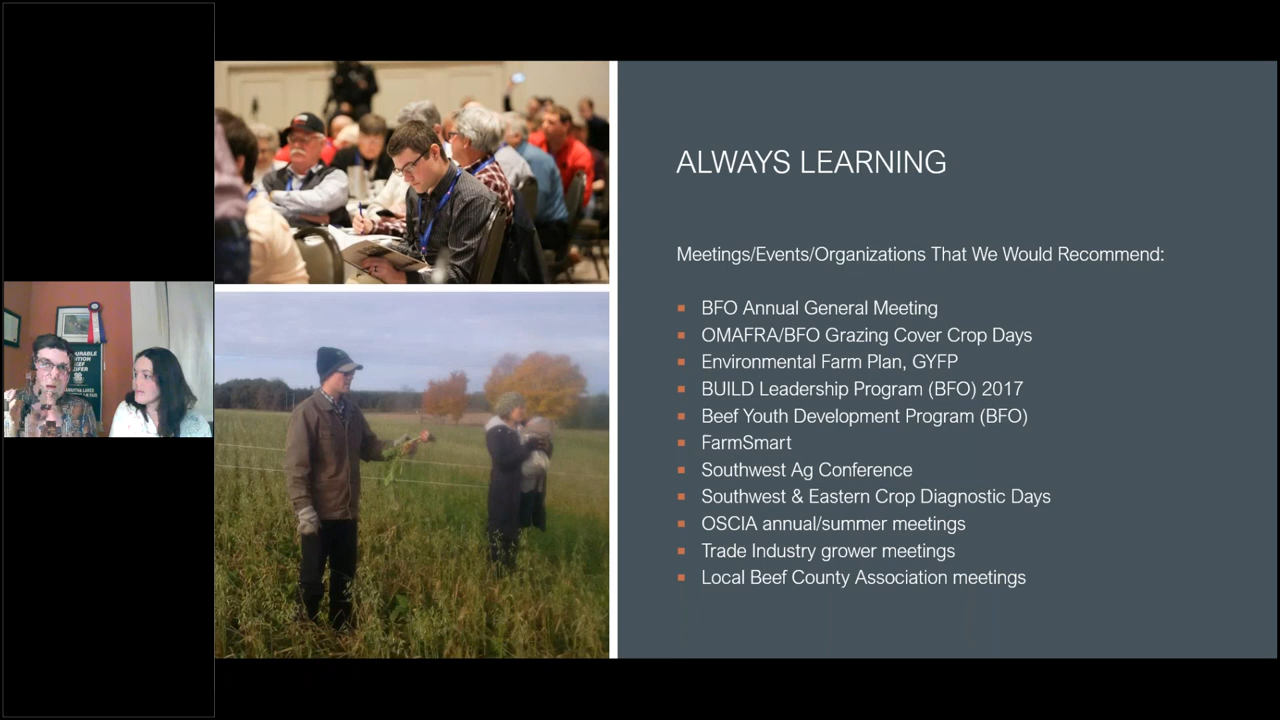 ALWAYS LEARNING
Meetings/Events/Organizations That We Would Recommend:
BFO Annual General Meeting
OMAFRA/BFO Grazing Cover Crop Days
Environmental Farm Plan, GYFP
BUILD Leadership Program (BFO) 2017
Beef Youth Development Program (BFO)
FarmSmart
Southwest Ag Conference
Southwest & Eastern Crop Diagnostic Days
OSCIA annual/summer meetings
Trade Industry grower meetings
Local Beef County Association meetings